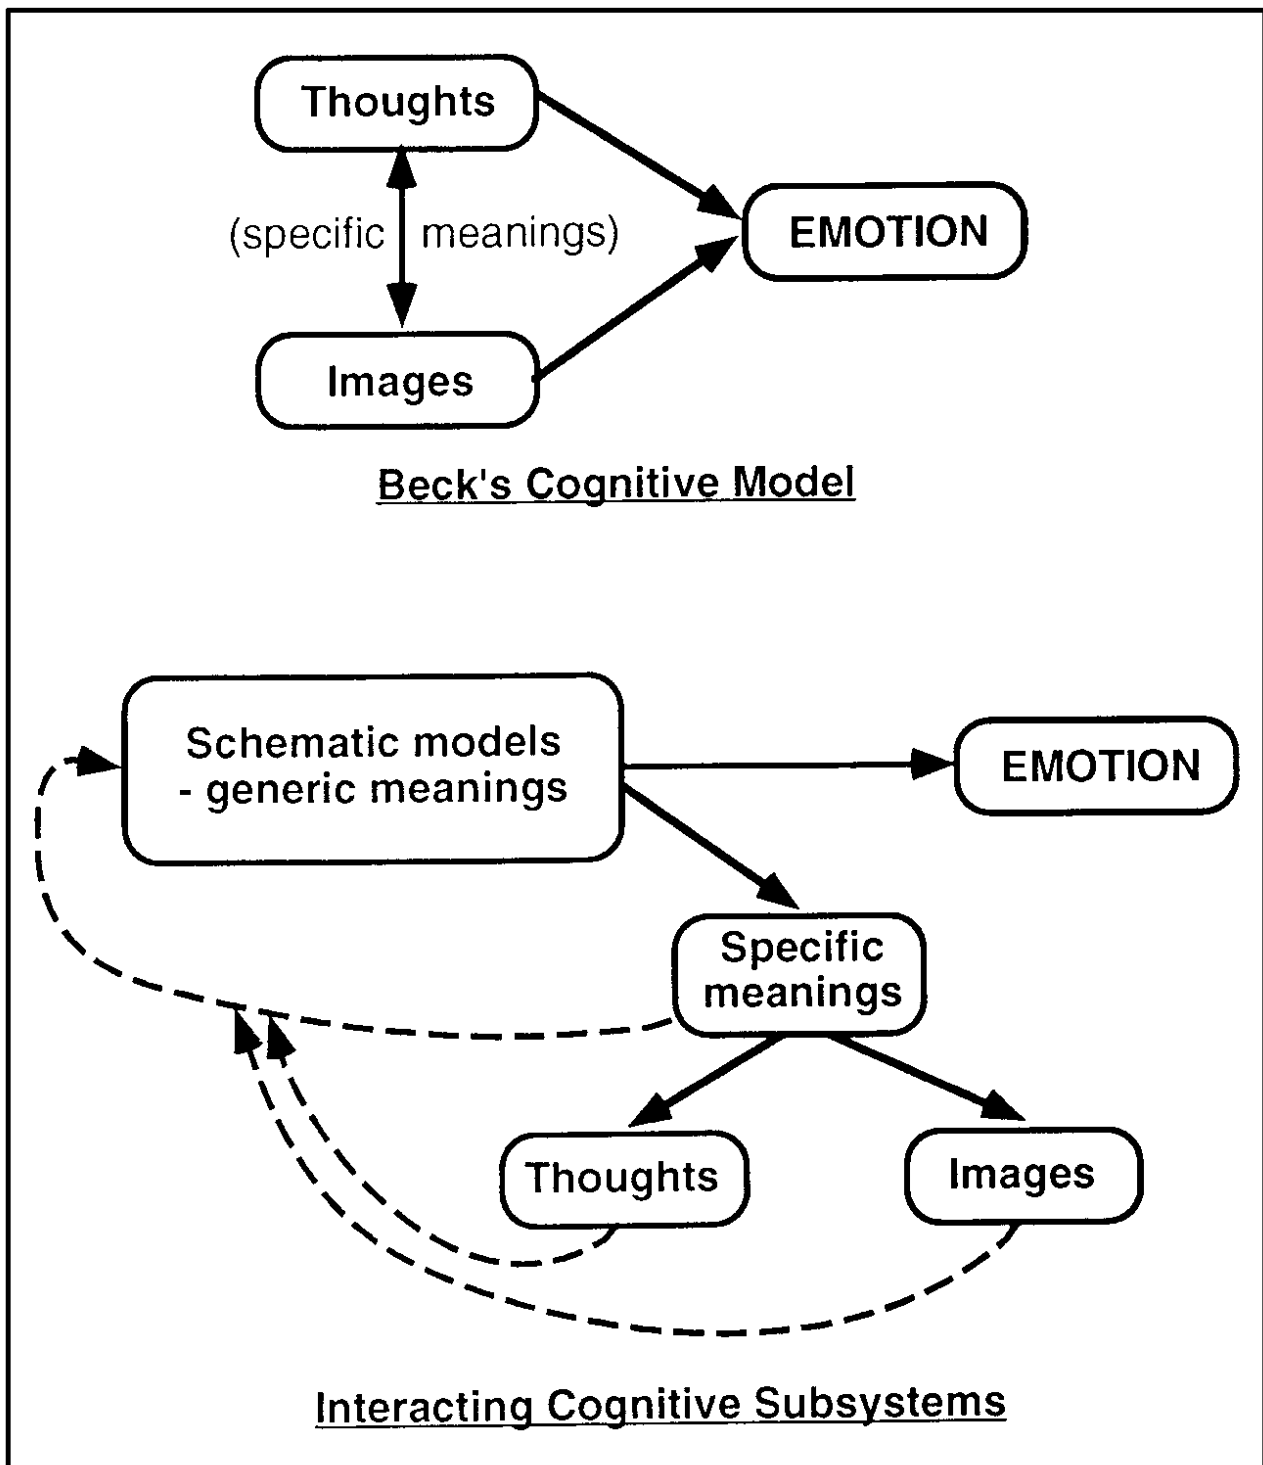 Thoughts
(specific meanings)
EMOTION
Images
Beck's Cognitive Model
Schematic models
- generic meanings
EMOTION
Specific
meanings
Thoughts
Images
Interacting Cognitive Subsystems